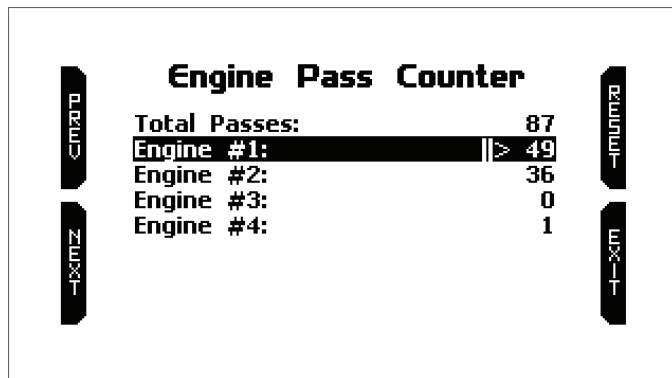 Engine Pass Counter
PREV
RESET
Total Passes: 87
Engine #1: ||> 49
Engine #2: 36
Engine #3: 0
Engine #4: 1
NEXT
EXIT